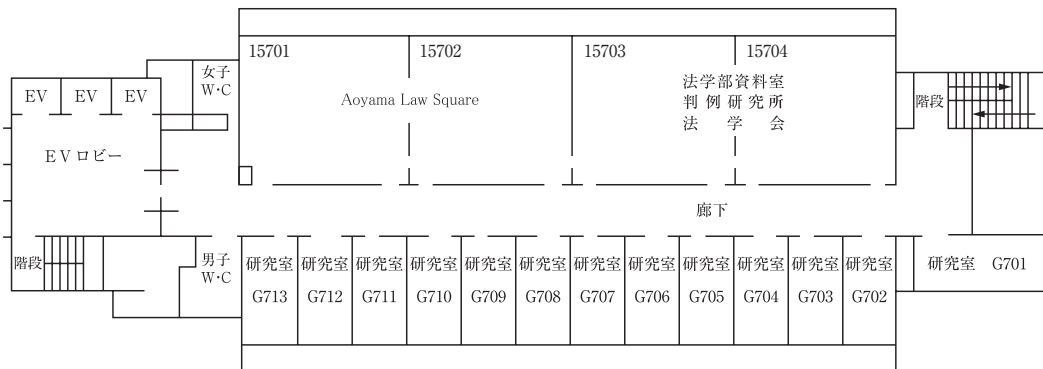 15701
15702
15703
15704
女子
W・C
EV
EV
EV
Aoyama Law Square
法学部資料室
判例研究所
法学会
階段
EVロビー
廊下
階段
男子
W・C
研究室
G713
研究室
G712
研究室
G711
研究室
G710
研究室
G709
研究室
G708
研究室
G707
研究室
G706
研究室
G705
研究室
G704
研究室
G703
研究室
G702
研究室 G701